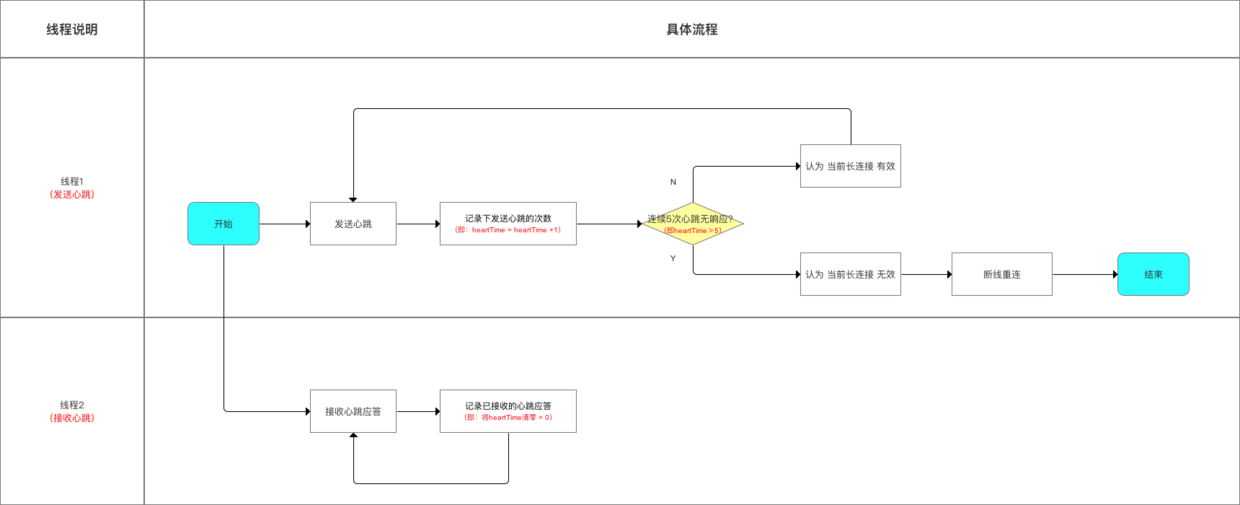 线程说明
具体流程
线程1
（发送心跳）
开始
发送心跳
记录下发送心跳的次数
（即：heartTime = heartTime +1）
连续5次心跳无响应?
（即heartTime＞5）
N
认为 当前长连接 有效
Y
认为 当前长连接 无效
断线重连
结束
线程2
（接收心跳）
接收心跳应答
记录已接收的心跳应答
（即：将heartTime清零 = 0）